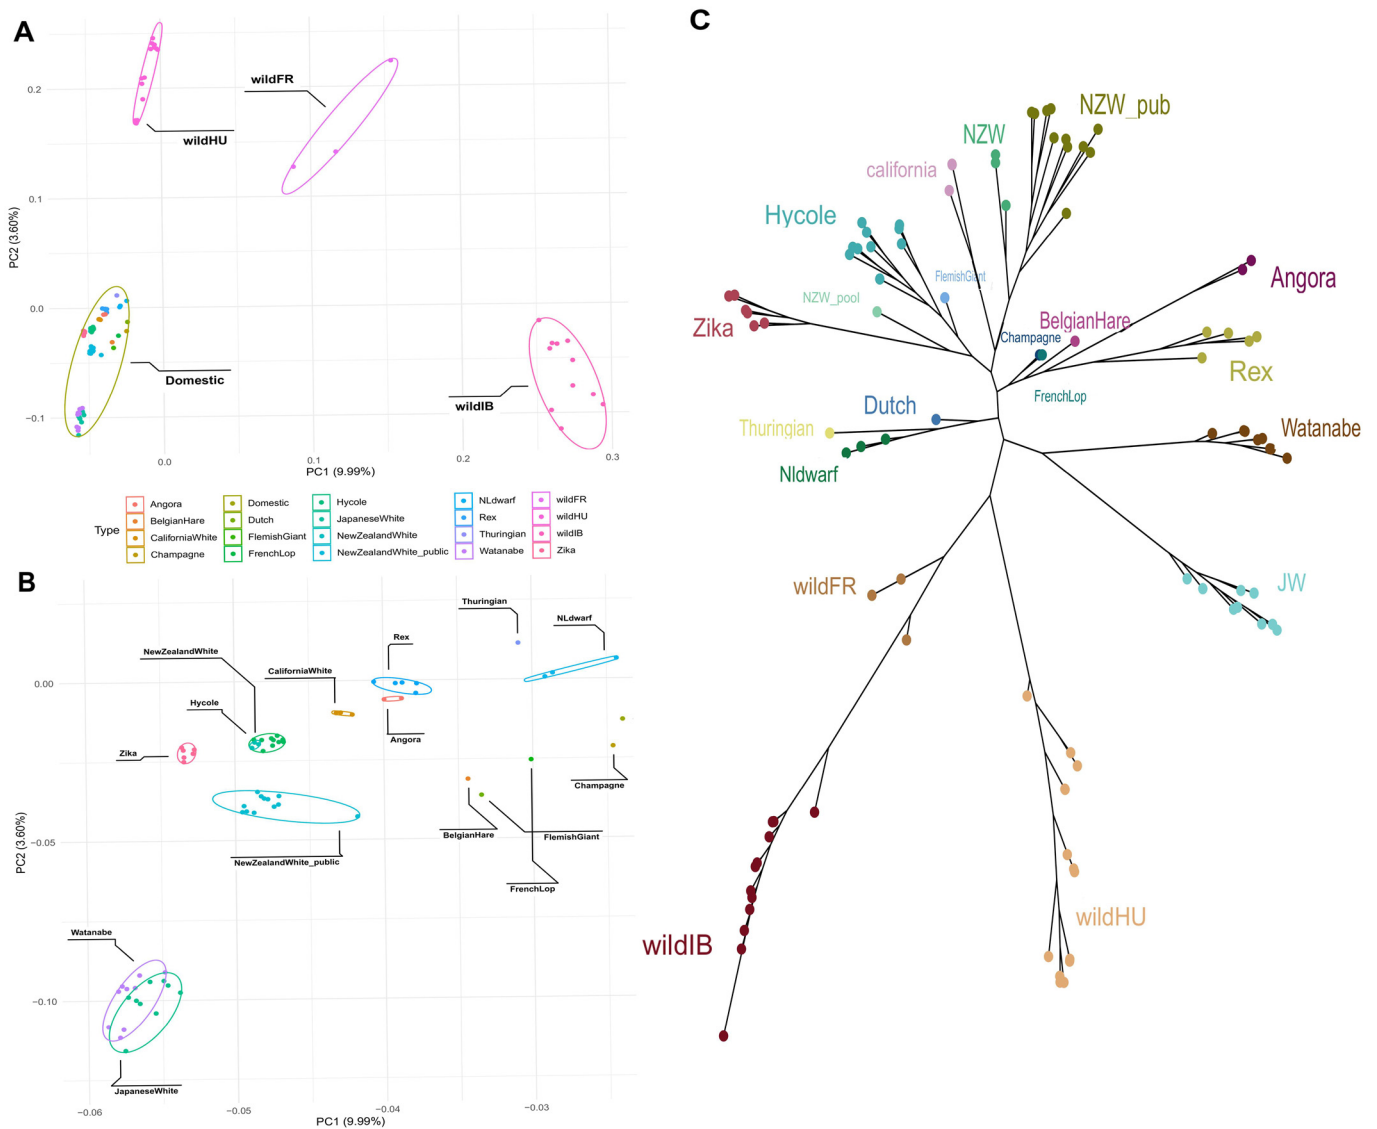 A
wildFR
wildHU
Domestic
wildIB
0.2
0.1
0.0
−0.1
PC2 (3.60%)
0.0
0.1
0.2
0.3
PC1 (9.99%)
Type
Angora
BelgianHare
CaliforniaWhite
Champagne
Domestic
Dutch
FlemishGiant
FrenchLop
Hycole
JapaneseWhite
NewZealandWhite
NewZealandWhite_public
NLdwarf
Rex
Thuringian
Watanabe
wildFR
wildHU
wildIB
Zika
B
Thuringian
NLdwarf
Rex
NewZealandWhite
CaliforniaWhite
Hycole
Angora
Zika
Champagne
BelgianHare
FlemishGiant
NewZealandWhite_public
FrenchLop
Watanabe
JapaneseWhite
0.00
−0.05
−0.10
PC2 (3.60%)
−0.06
−0.05
−0.04
−0.03
PC1 (9.99%)
C
NZW_pub
NZW
california
Hycole
FlemishGiant
Angora
NZW_pool
BelgianHare
Zika
Champagne
Rex
FrenchLop
Dutch
Thuringian
Watanabe
Nldwarf
wildFR
JW
wildHU
wildIB